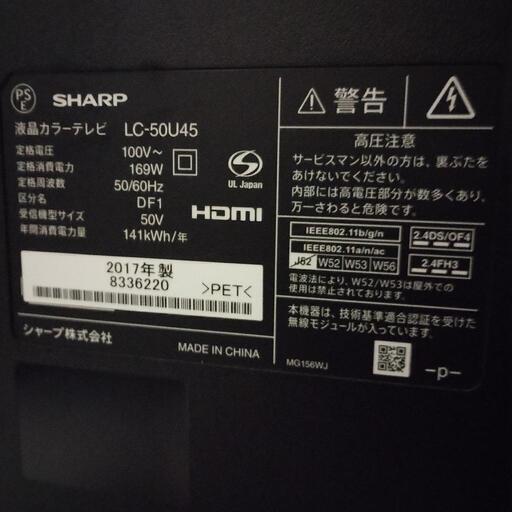 PS
E
SHARP
液晶カラーテレビ LC-50U45
定格電圧 100V～
定格消費電力 169W
定格周波数 50/60Hz
区分名 DF1
受信機型サイズ 50V
年間消費電力量 141kWh/年
S
UL Japan
HDMI
2017年製
8336220
>PET<
シャープ株式会社
MADE IN CHINA
警告
高圧注意
サービスマン以外の方は、裏ぶたを
あけないでください。
内部には高電圧部分が数多くあり、
万一さわると危険です。
IEEE802.11b/g/n
2.4DS/OF4
IEEE802.11a/n/ac
J52 W52 W53 W56
2.4FH3
電波法により、W52/W53は屋外での
使用は禁止されています。
本機器は、技術基準適合認証を受けた
無線モジュールが入っています。
MG156WJ
-p-